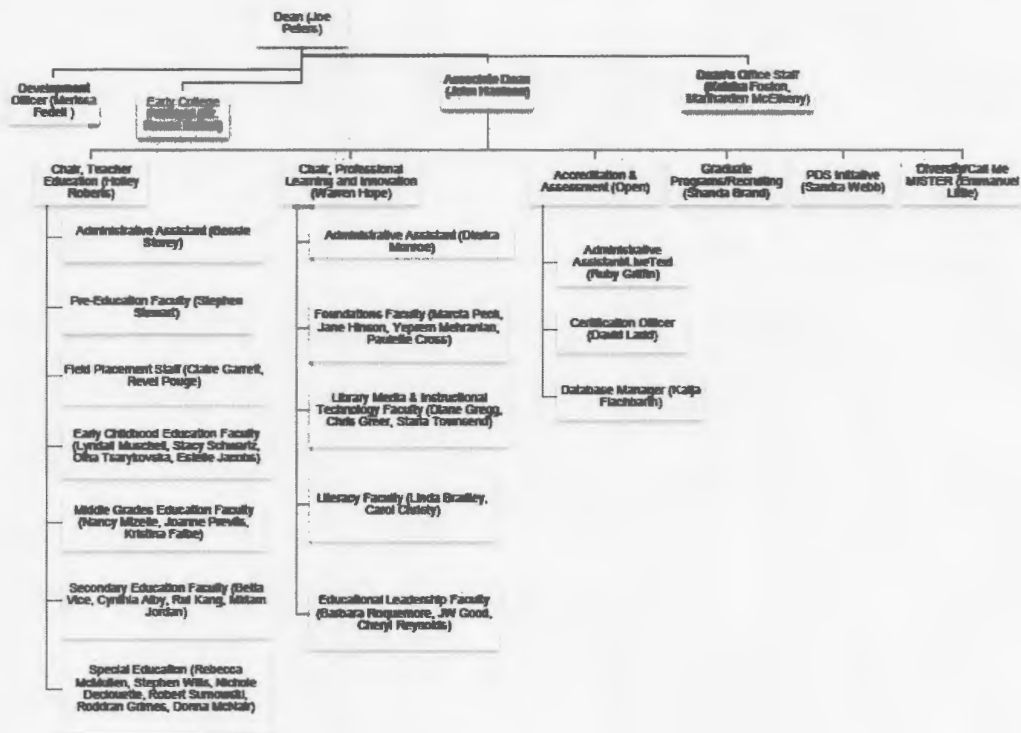 Dean (Joe
Peters)
Development
Officer (Merissa
Fedell )
Early College
Associate Dean
(John
Dean's Office Staff
Foston,
Marinarden McElheny)
Chair, Teacher
Education (Holley
Roberts)
Chair, Professional
Learning and Innovation
(Warren Hope)
Accreditation &
Assessment (Open)
Graduate
Programs/Recruiting
(Shanda Brand)
PDS Initiative
(Sandra Webb)
Diversity/Call Me
MISTER (Emmanuel
Little)
Administrative Assistant (Bessie
Storey)
Pre-Education Faculty (Stephen
Stewart)
Field Placement Staff (Claire Garrett,
Revel Pouge)
Early Childhood Education Faculty
(Lyndall Muschell, Stacy Schwartz,
Dina Tsarykovska, Estelle Jacobs)
Middle Grades Education Faculty
(Nancy Mizelle, Joanne Previts,
Kristina Falbe)
Secondary Education Faculty (
Vice, Cynthia Alby, Rui Kang, Miriam
Jordan)
Special Education (Rebecca
McMullen, Stephen Wills, Nichole
Declouette, Robert Sumowski,
Roddran Grimes, Donna McNair)
Administrative Assistant (
Monroe)
Foundations Faculty (Marcia Peck,
Jane Hinson, Yeprem Mehranian,
Paulette Cross)
Library Media & Instructional
Technology Faculty (Diane Gregg,
Chris Greer, Staria Townsend)
Literacy Faculty (Linda Bradley,
Carol Christy)
Educational Leadership Faculty
(Barbara Roquemore, JW Good,
Cheryl Reynolds)
Administrative
Assistant/LiveText
(Ruby Griffin)
Certification Officer
(David Ladd)
Database Manager (Katja
Flachbarth)